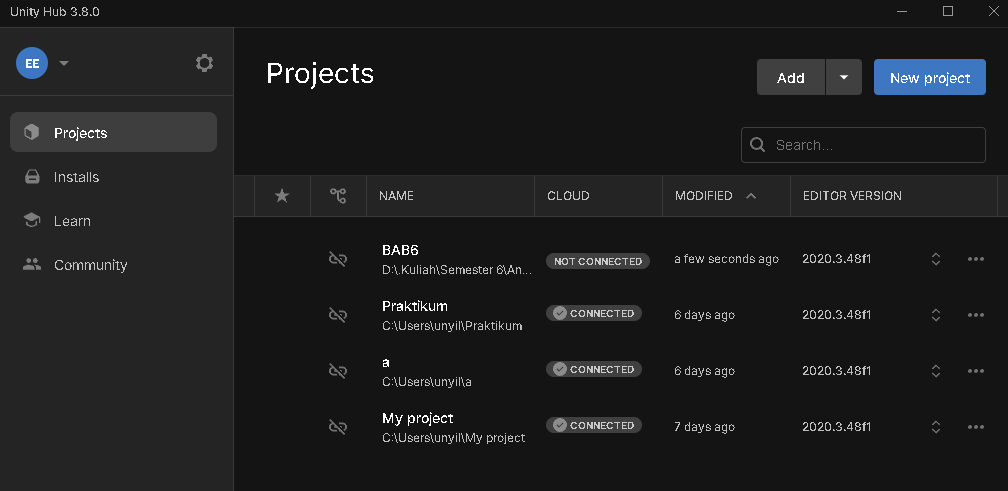 Unity Hub 3.8.0
EE
Projects
Installs
Learn
Community
Projects
Add
New project
Search...
NAME CLOUD MODIFIED EDITOR VERSION
BAB6
D:\.Kuliah\Semester 6\An...
NOT CONNECTED
a few seconds ago
2020.3.48f1
Praktikum
C:\Users\unyil\Praktikum
CONNECTED
6 days ago
2020.3.48f1
a
C:\Users\unyil\a
CONNECTED
6 days ago
2020.3.48f1
My project
C:\Users\unyil\My project
CONNECTED
7 days ago
2020.3.48f1